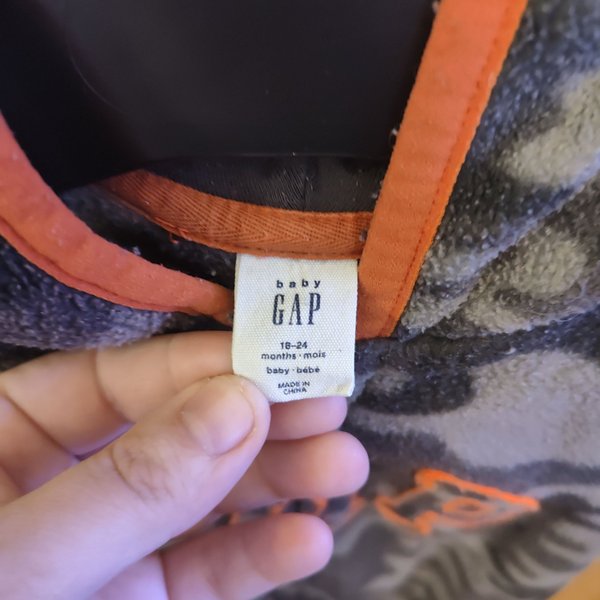 baby
GAP
18-24
months · mois
baby · bébé
MADE IN
CHINA